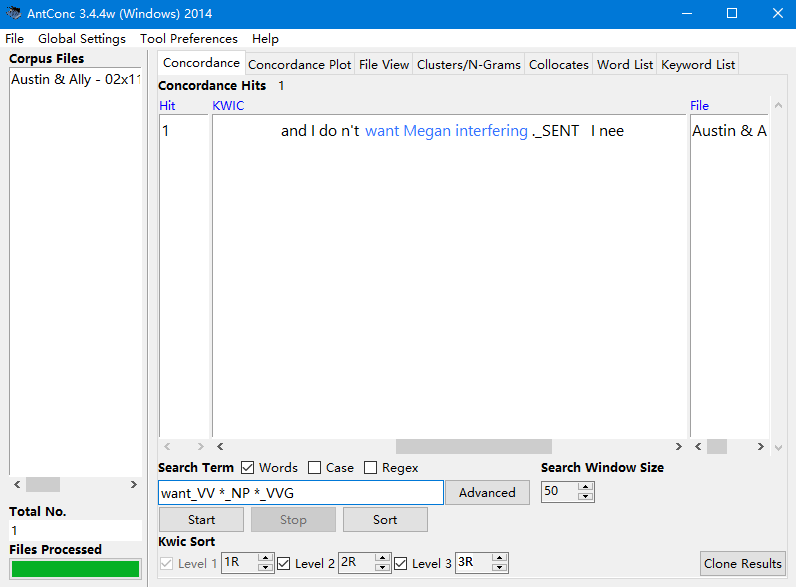 AntConc 3.4.4w (Windows) 2014
File Global Settings Tool Preferences Help
Corpus Files
Austin & Ally - 02x11
Total No.
1
Files Processed
Concordance Concordance Plot File View Clusters/N-Grams Collocates Word List Keyword List
Concordance Hits 1
Hit KWIC File
1 and I do n't want Megan interfering ._SENT I nee Austin & A
Search Term Words Case Regex Search Window Size
want_VV *_NP *_VVG Advanced 50
Start Stop Sort
Kwic Sort
Level 1 1R Level 2 2R Level 3 3R Clone Results